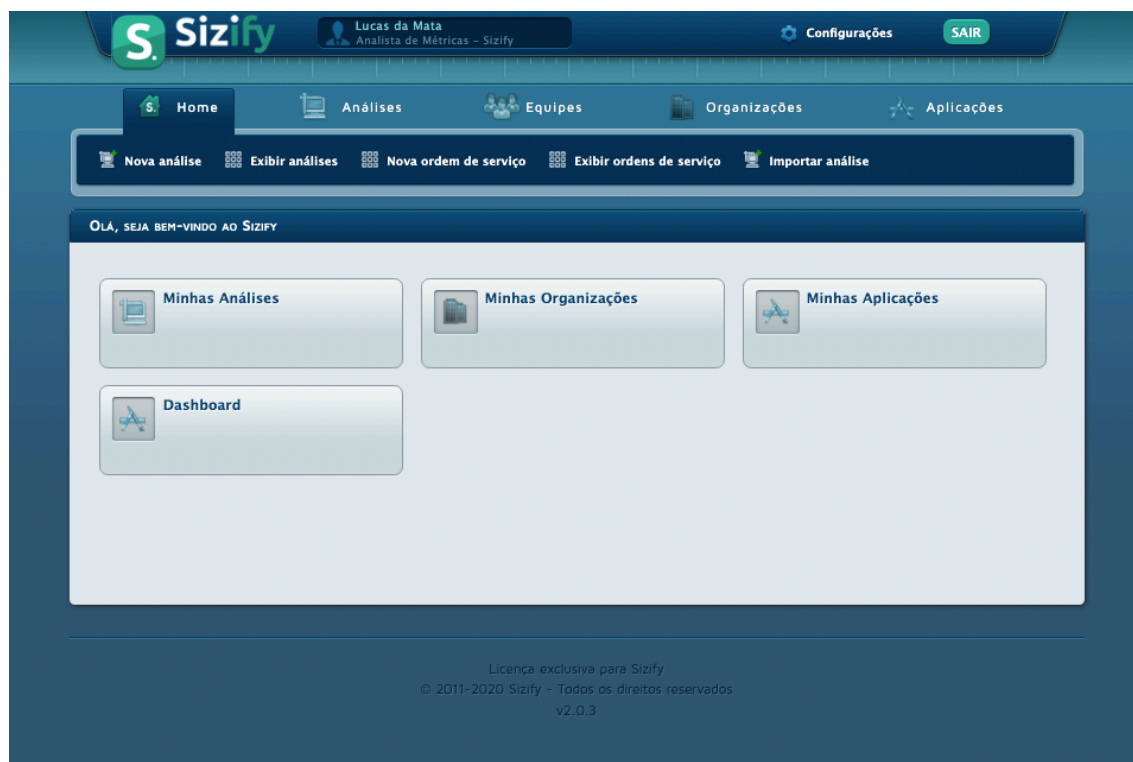 S. Sizify
Lucas da Mata
Analista de Métricas – Sizify
Configurações
SAIR
S. Home
Análises
Equipes
Organizações
Aplicações
Nova análise
Exibir análises
Nova ordem de serviço
Exibir ordens de serviço
Importar análise
Olá, seja bem-vindo ao Sizify
Minhas Análises
Minhas Organizações
Minhas Aplicações
Dashboard
Licença exclusiva para Sizify
© 2011-2020 Sizify – Todos os direitos reservados
v2.0.3